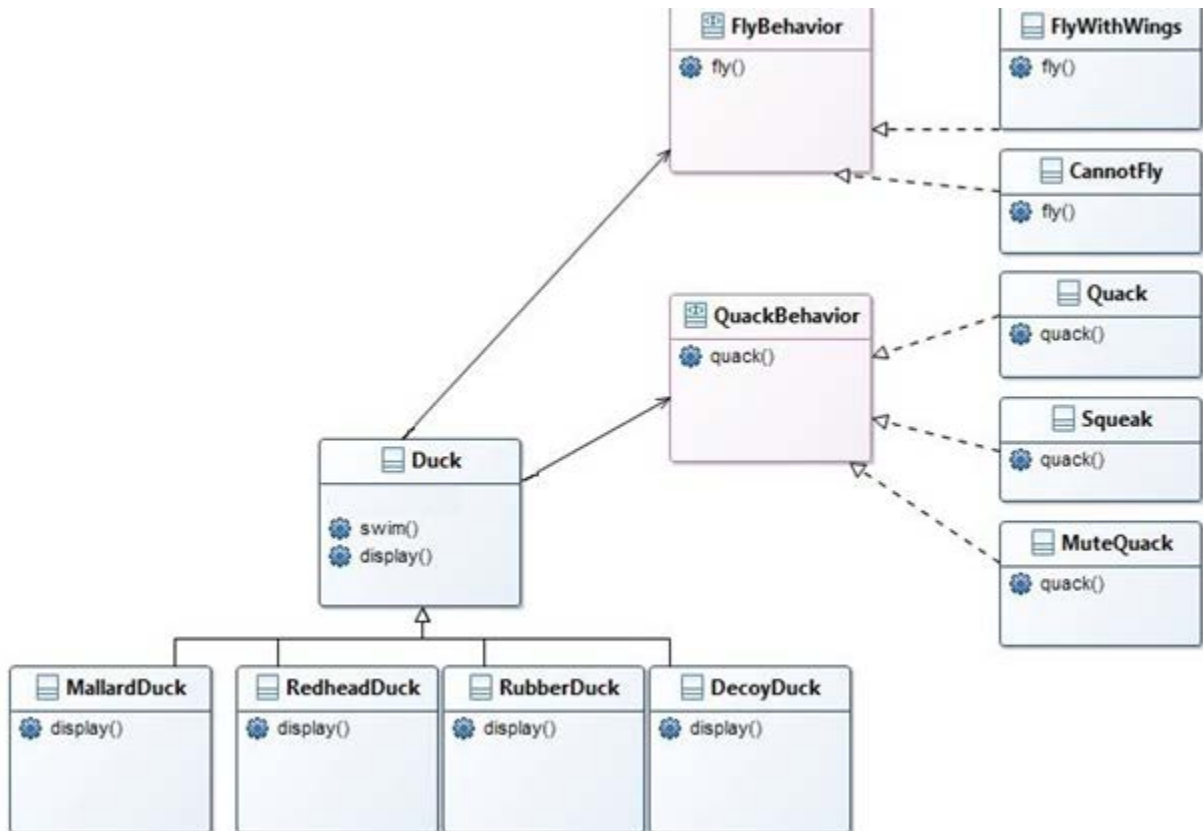 FlyBehavior
fly()
FlyWithWings
fly()
CannotFly
fly()
QuackBehavior
quack()
Quack
quack()
Squeak
quack()
MuteQuack
quack()
Duck
swim()
display()
MallardDuck
display()
RedheadDuck
display()
RubberDuck
display()
DecoyDuck
display()